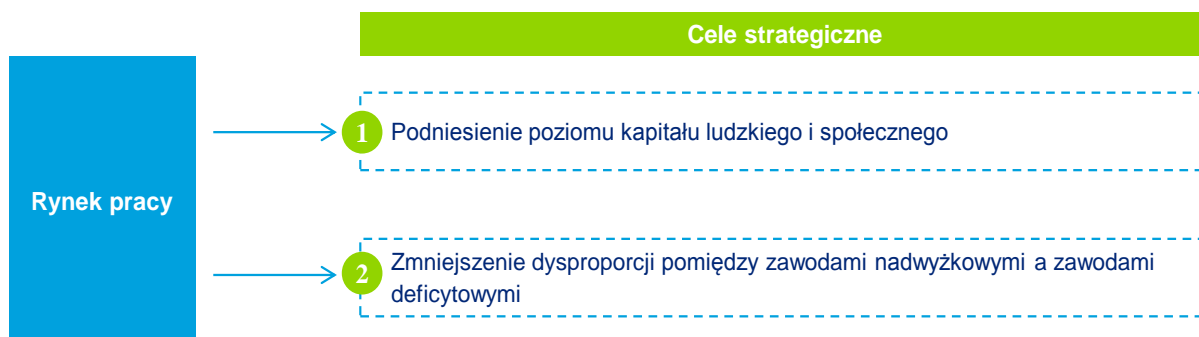 Cele strategiczne
Rynek pracy
1 Podniesienie poziomu kapitału ludzkiego i społecznego
2 Zmniejszenie dysproporcji pomiędzy zawodami nadwyżkowymi a zawodami
deficytowymi